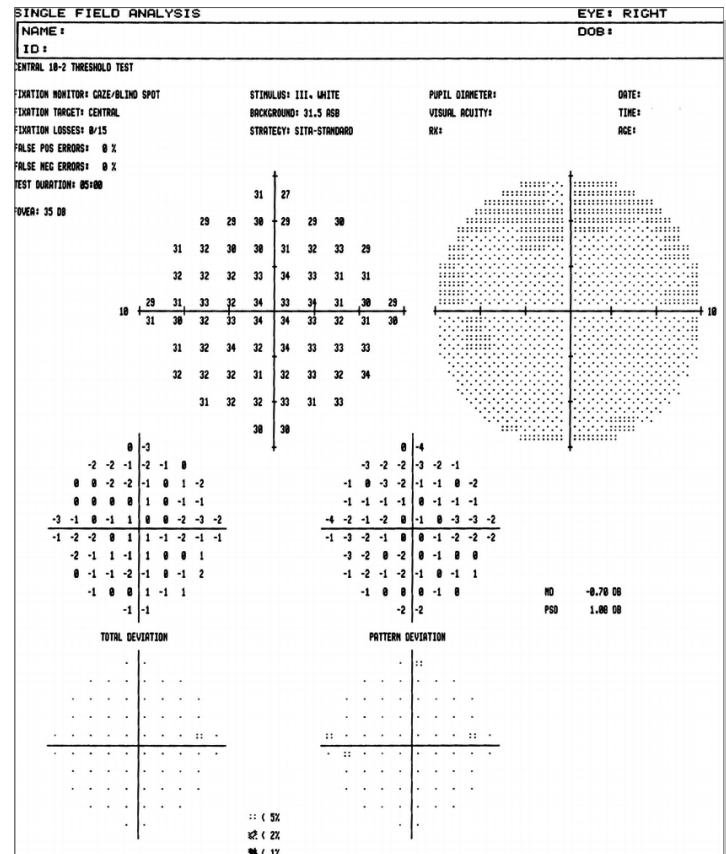 SINGLE FIELD ANALYSIS EYE: RIGHT
NAME: DOB:
ID:
CENTRAL 10-2 THRESHOLD TEST
FIXATION MONITOR: GAZE/BLIND SPOT STIMULUS: III, WHITE PUPIL DIAMETER: DATE:
FIXATION TARGET: CENTRAL BACKGROUND: 31.5 ASB VISUAL ACUITY: TIME:
FIXATION LOSSES: 0/15 STRATEGY: SITA-STANDARD RX: AGE:
FALSE POS ERRORS: 0 %
FALSE NEG ERRORS: 0 %
TEST DURATION: 05:00
FOVEA: 35 DB
31 27
29 29 30 29 29 30
31 32 30 30 31 32 33 29
32 32 32 33 34 33 31 31
29 31 33 32 34 33 34 31 30 29
10 10
31 30 32 33 34 34 33 32 31 30
31 32 34 32 34 33 33 33
32 32 32 31 32 33 32 34
31 32 32 33 31 33
30 30
0 -3 0 -4
-2 -2 -1 -2 -1 0 -3 -2 -2 -3 -2 -1
0 0 -2 -2 -1 0 1 -2 -1 0 -3 -2 -1 -1 0 -2
0 0 0 0 1 0 -1 -1 -1 -1 -1 -1 0 -1 -1 -1
-3 -1 0 -1 1 0 0 -2 -3 -2 -4 -2 -1 -2 0 -1 0 -3 -3 -2
-1 -2 -2 0 1 1 -1 -2 -1 -1 -1 -3 -2 -1 0 0 -1 -2 -2 -2
-2 -1 1 -1 1 0 0 1 -3 -2 0 -2 0 -1 0 0
0 -1 -1 -2 -1 0 -1 2 -1 -2 -1 -2 -1 0 -1 1
-1 0 0 1 -1 1 -1 0 0 0 -1 0
MD -0.70 DB
-1 -1 -2 -2
PSD 1.08 DB
TOTAL DEVIATION PATTERN DEVIATION
< 5%
< 2%
< 1%